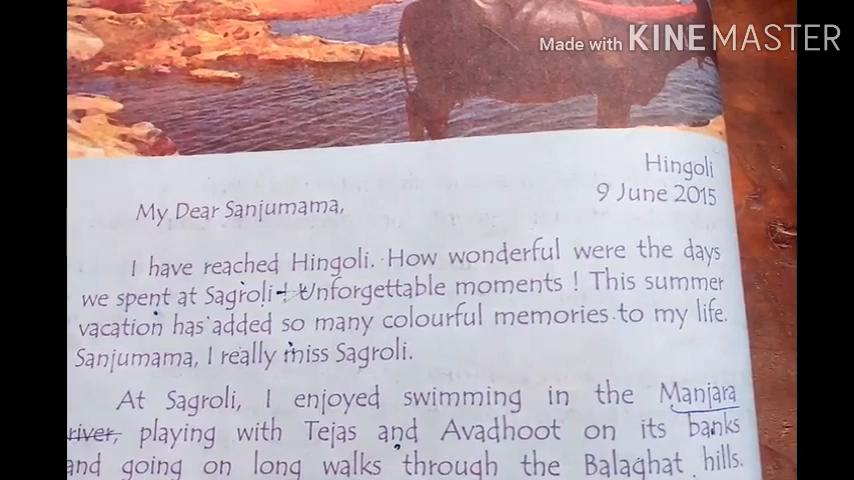 Made with KINEMASTER
Hingoli
9 June 2015
My Dear Sanjumama,
I have reached Hingoli. How wonderful were the days
we spent at Sagroli! Unforgettable moments ! This summer
vacation has added so many colourful memories to my life.
Sanjumama, I really miss Sagroli.
At Sagroli, I enjoyed swimming in the Manjara
river, playing with Tejas and Avadhoot on its banks
and going on long walks through the Balaghat hills.